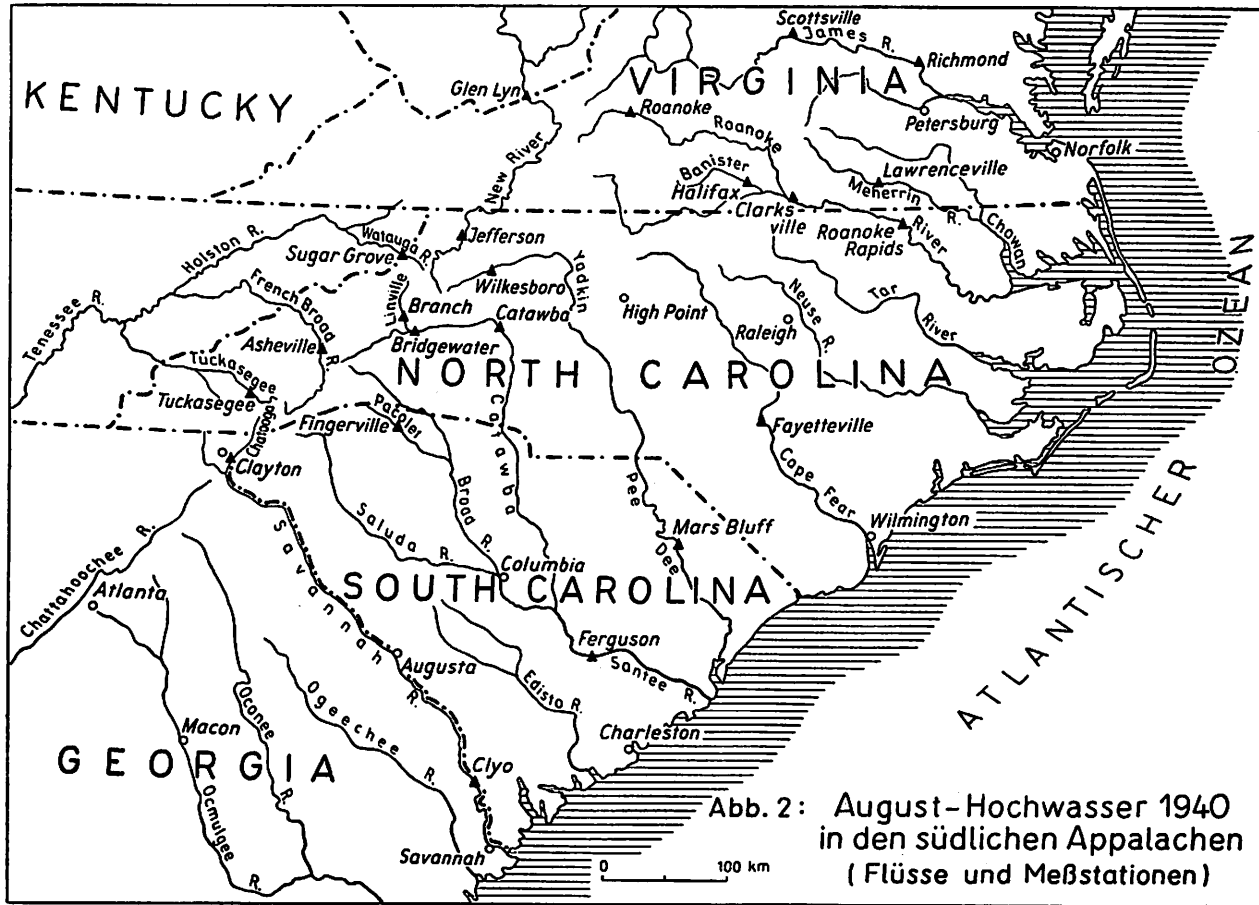 Scottsville
James R.
Richmond
VIRGINIA
KENTUCKY
Glen Lyn
Roanoke
Roanoke
Petersburg
Norfolk
New River
Banister
Halifax
Lawrenceville
Meherrin R.
Clarks
ville
Roanoke
Rapids
River
Chowan
Holston R.
Watauga R.
Jefferson
Sugar Grove
Wilkesboro
Yadkin
French Broad R.
Linville
Branch
Catawba
High Point
Neuse R.
Raleigh
Tar
River
Tenessee R.
Asheville
Bridgewater
NORTH CAROLINA
Tuckasegee
Tuckasegee
Chatooga
Pacolet
Fingerville
Catawba
Fayetteville
Clayton
Cape Fear
Broad R.
Pee
Dee
Saluda R.
Mars Bluff
Wilmington
Chattahoochee R.
Savannah R.
Columbia
Atlanta
SOUTH CAROLINA
Ferguson
Santee R.
Augusta
Edisto R.
Oconee R.
Ogeechee R.
Macon
Charleston
GEORGIA
Ocmulgee R.
Clyo
Savannah
ATLANTISCHER
OZEAN
0 100 km
Abb. 2: August-Hochwasser 1940
in den südlichen Appalachen
(Flüsse und Meßstationen)